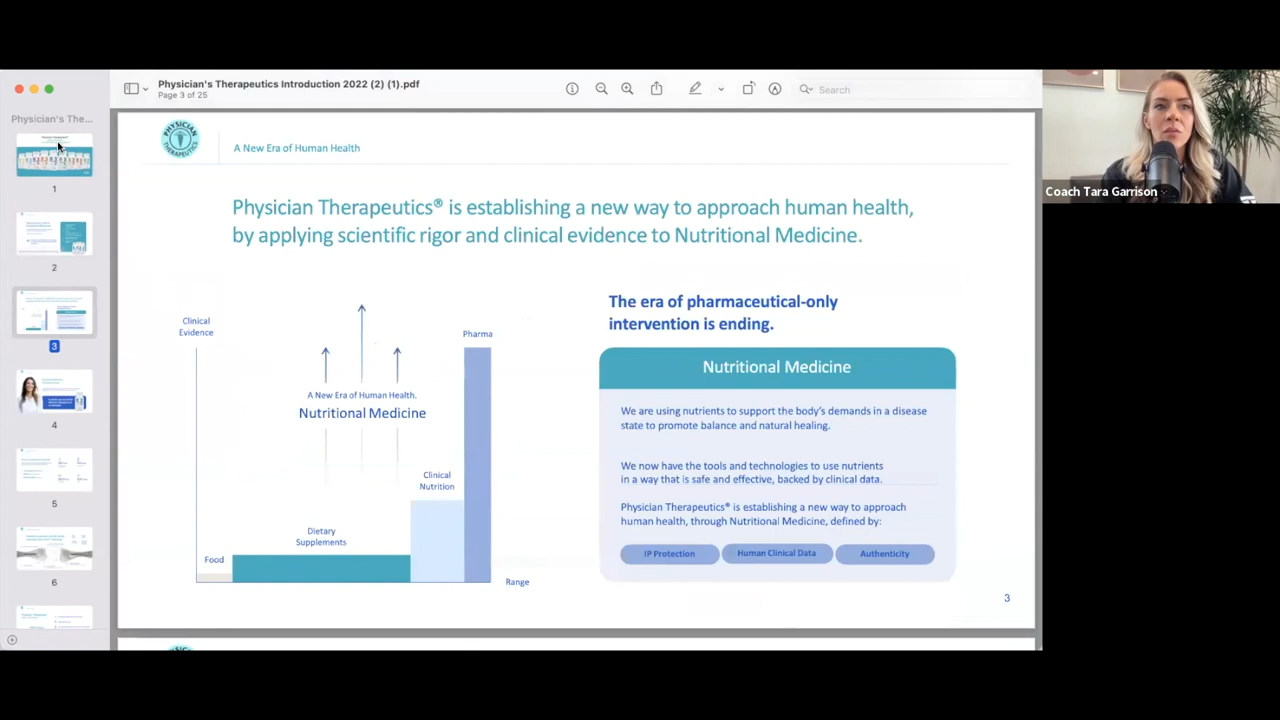 Physician's Therapeutics Introduction 2022 (2) (1).pdf
Page 3 of 25
Search
Physician's The...
1
2
3
4
5
6
PHYSICIAN THERAPEUTICS
A New Era of Human Health
Physician Therapeutics® is establishing a new way to approach human health,
by applying scientific rigor and clinical evidence to Nutritional Medicine.
Clinical
Evidence
Pharma
A New Era of Human Health.
Nutritional Medicine
Clinical
Nutrition
Dietary
Supplements
Food
Range
The era of pharmaceutical-only
intervention is ending.
Nutritional Medicine
We are using nutrients to support the body's demands in a disease
state to promote balance and natural healing.
We now have the tools and technologies to use nutrients
in a way that is safe and effective, backed by clinical data.
Physician Therapeutics® is establishing a new way to approach
human health, through Nutritional Medicine, defined by:
IP Protection
Human Clinical Data
Authenticity
3
Coach Tara Garrison